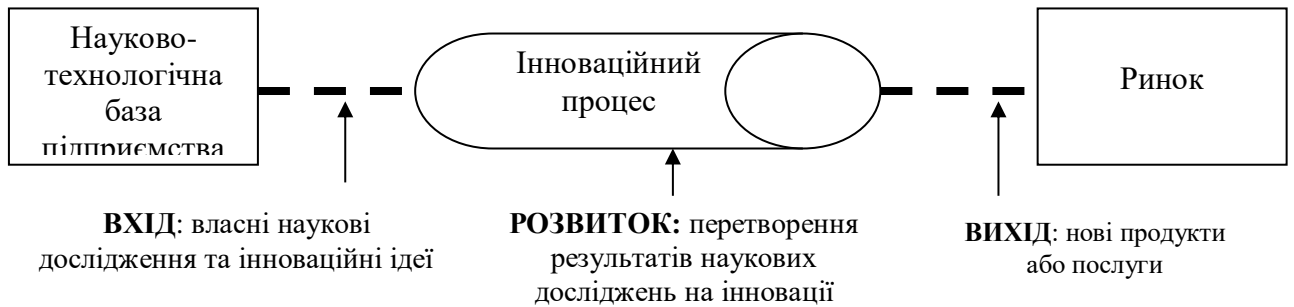 Науково-
технологічна
база
підприємства
Інноваційний
процес
Ринок
ВХІД: власні наукові
дослідження та інноваційні ідеї
РОЗВИТОК: перетворення
результатів наукових
досліджень на інновації
ВИХІД: нові продукти
або послуги